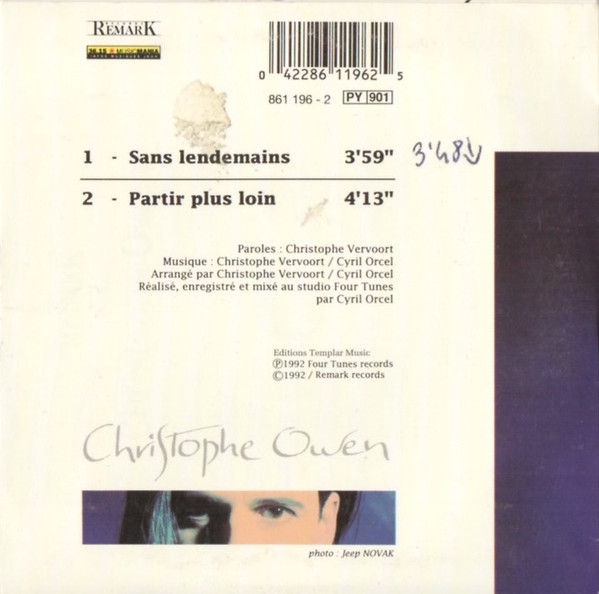 REMARK
36.15 MUSICMANIA
0 42286 11962 5
861 196 - 2 PY 901
1 - Sans lendemains 3'59" 3'48
2 - Partir plus loin 4'13"
Paroles : Christophe Vervoort
Musique : Christophe Vervoort / Cyril Orcel
Arrangé par Christophe Vervoort / Cyril Orcel
Réalisé, enregistré et mixé au studio Four Tunes
par Cyril Orcel
Editions Templar Music
Ⓟ1992 Four Tunes records
©1992 / Remark records
Christophe Owen
photo : Jeep NOVAK